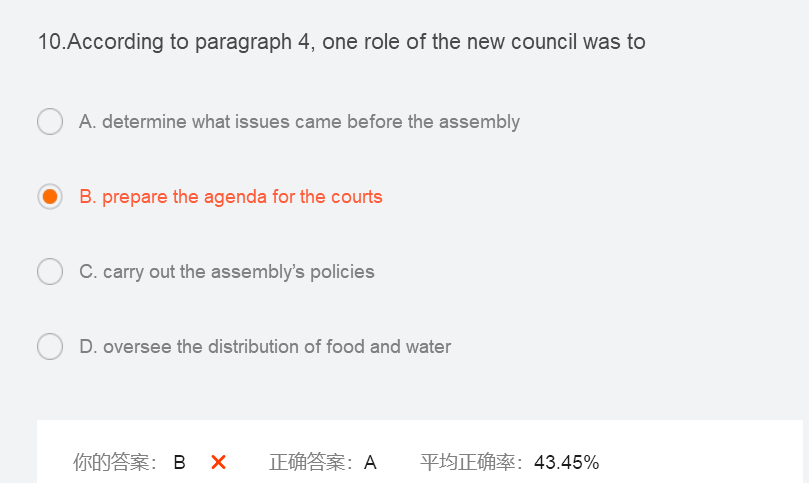 10.According to paragraph 4, one role of the new council was to
A. determine what issues came before the assembly
B. prepare the agenda for the courts
C. carry out the assembly’s policies
D. oversee the distribution of food and water
你的答案: B ✕ 正确答案: A 平均正确率: 43.45%